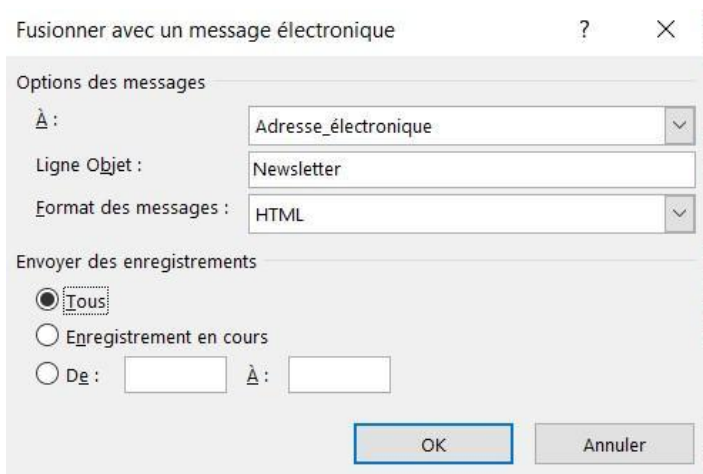 Fusionner avec un message électronique ? ×
Options des messages
À : Adresse_électronique
Ligne Objet : Newsletter
Format des messages : HTML
Envoyer des enregistrements
Tous
Enregistrement en cours
De : À :
OK Annuler